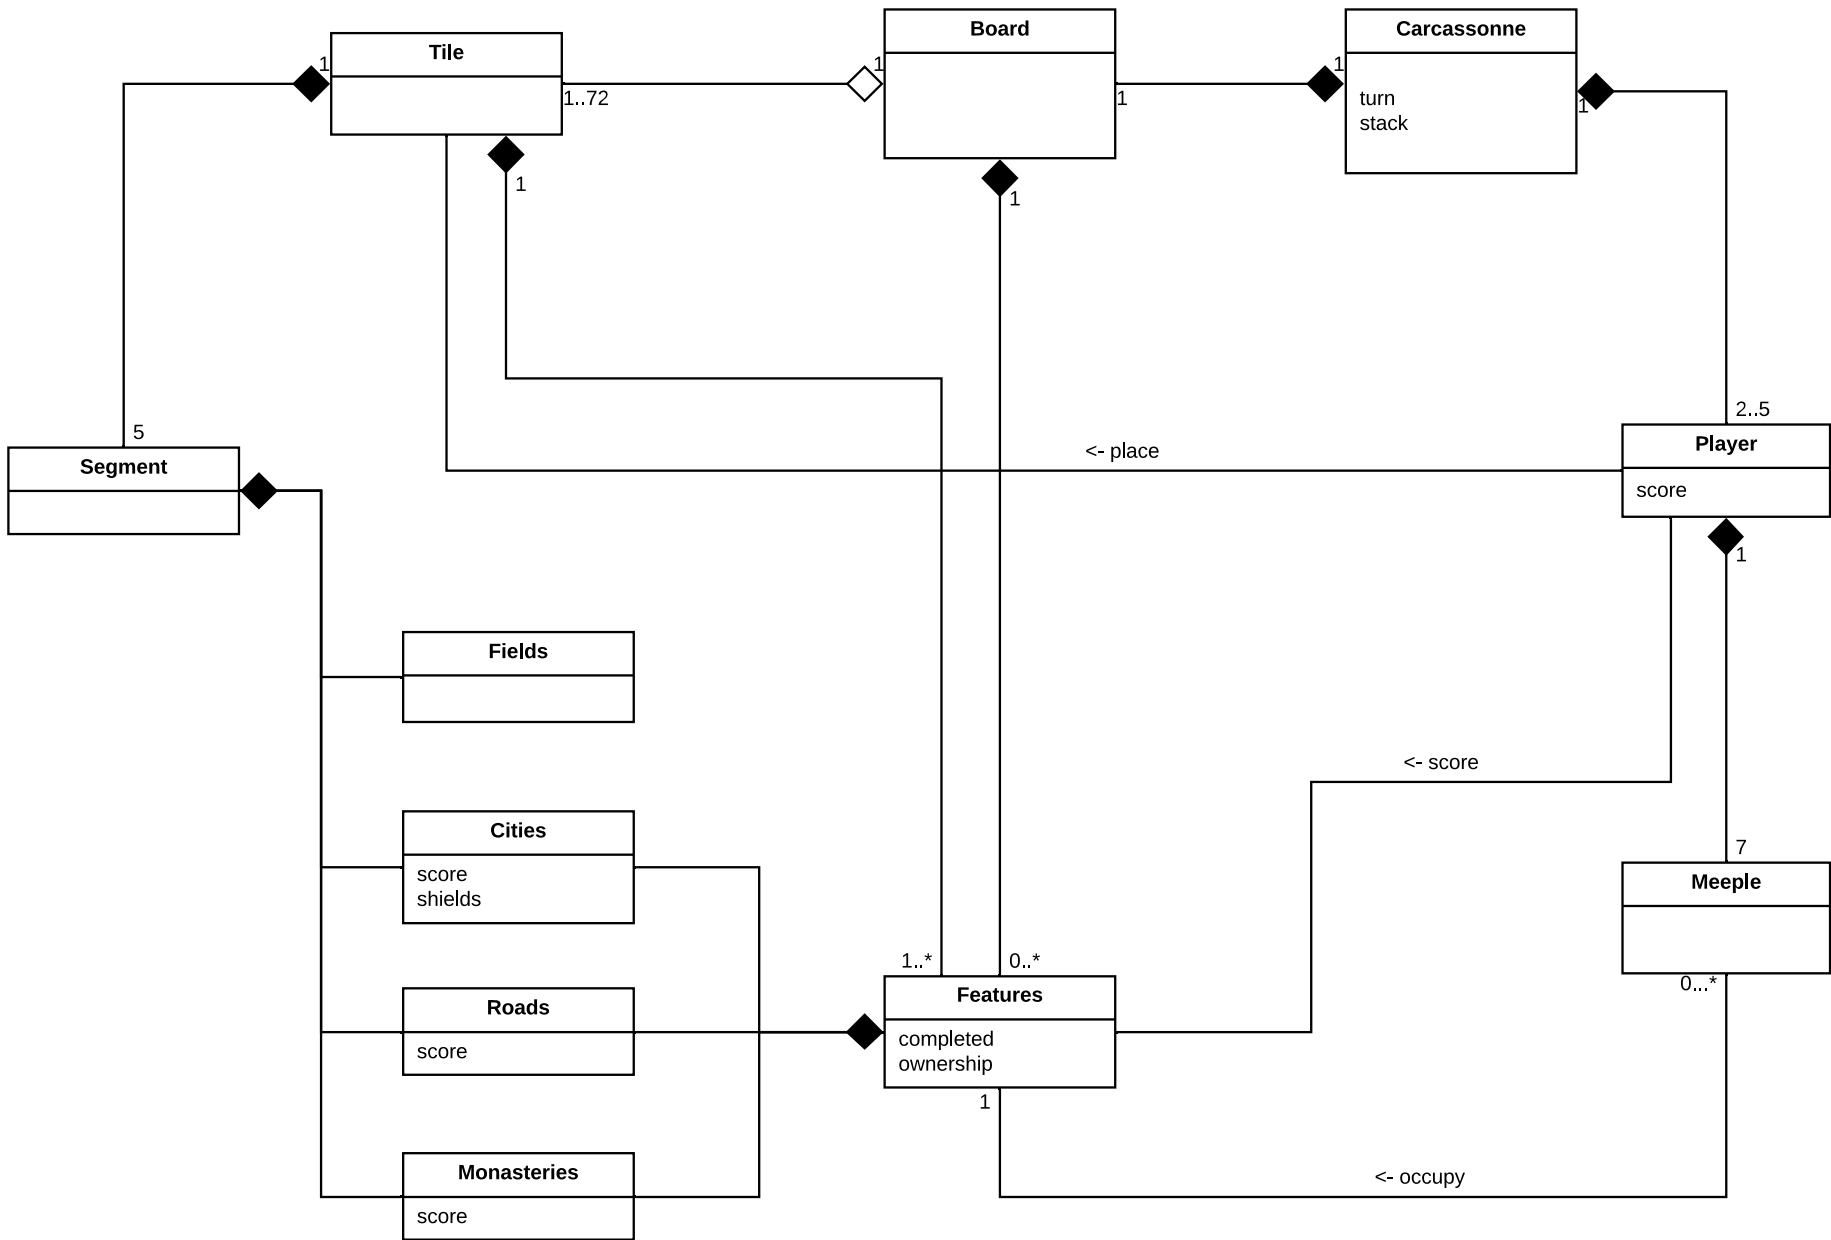 Tile
Board
Carcassonne
turn
stack
1
1..72
1
1
1
1
1
1
2..5
Player
score
5
Segment
<- place
1
Fields
<- score
Cities
score
shields
7
Meeple
0...*
1..*
0..*
Features
completed
ownership
1
Roads
score
Monasteries
score
<- occupy